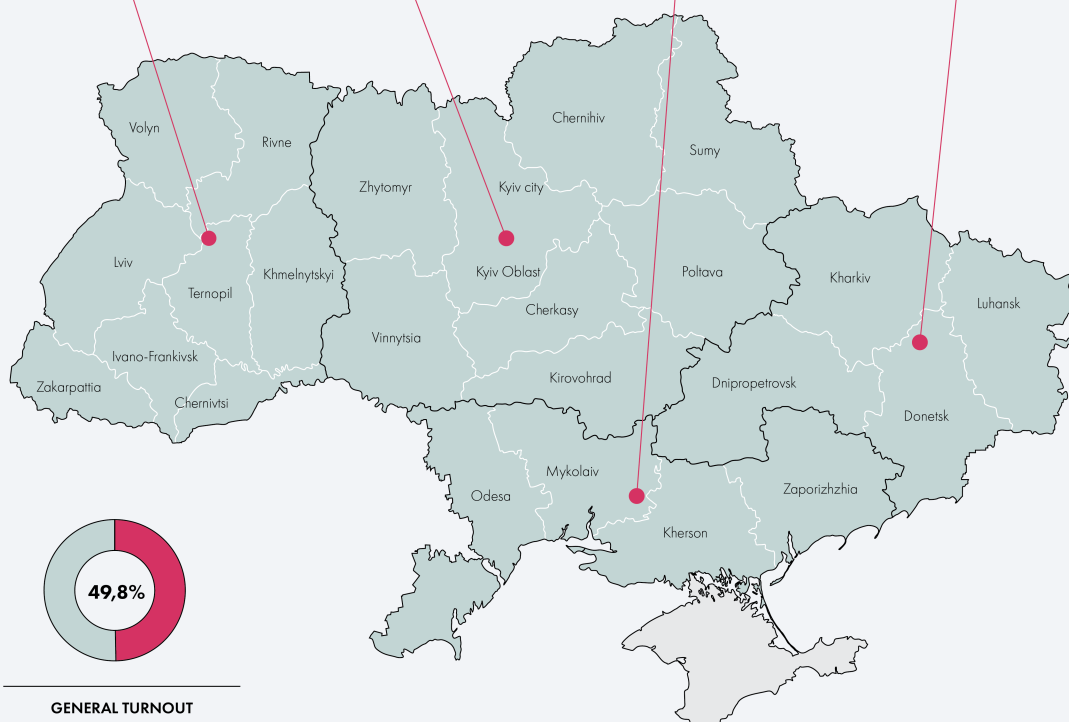 Chernihiv
Volyn
Rivne
Sumy
Zhytomyr
Kyiv city
Lviv
Khmelnytskyi
Kyiv Oblast
Poltava
Kharkiv
Ternopil
Luhansk
Cherkasy
Vinnytsia
Ivano-Frankivsk
Kirovohrad
Dnipropetrovsk
Zakarpattia
Chernivtsi
Donetsk
Mykolaiv
Odesa
Zaporizhzhia
Kherson
49,8%
GENERAL TURNOUT